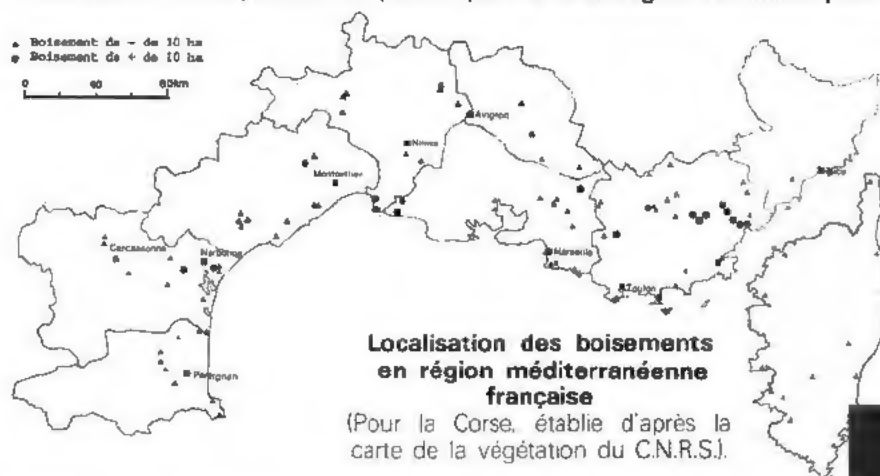 ▲ Boisement de - de 10 ha
● Boisement de + de 10 ha
0 40 80km
Avignon
Nimes
Montpellier
Nice
Carcassonne
Narbonne
Marseille
Toulon
Perpignan
Localisation des boisements
en région méditerranéenne
française
(Pour la Corse, établie d'après la
carte de la végétation du C.N.R.S.).